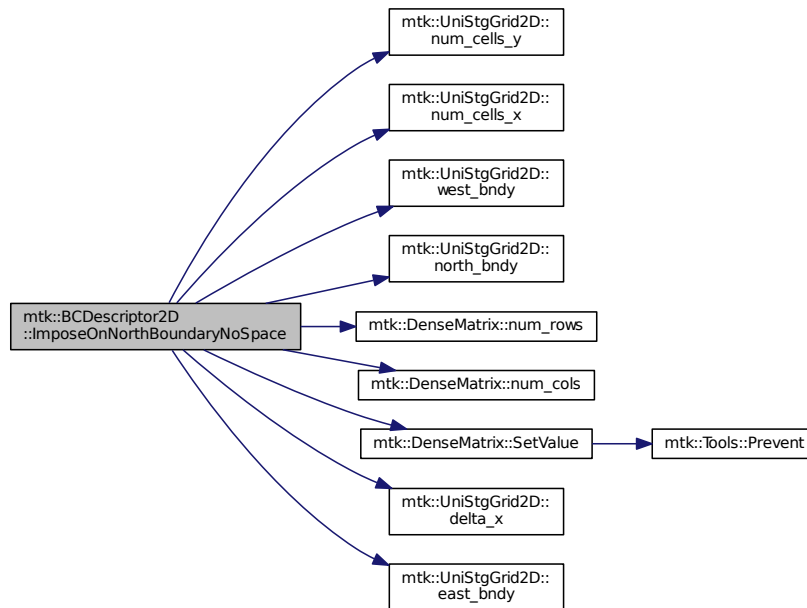 mtk::UniStgGrid2D::
num_cells_y
mtk::UniStgGrid2D::
num_cells_x
mtk::UniStgGrid2D::
west_bndy
mtk::UniStgGrid2D::
north_bndy
mtk::BCDescriptor2D
::ImposeOnNorthBoundaryNoSpace
mtk::DenseMatrix::num_rows
mtk::DenseMatrix::num_cols
mtk::DenseMatrix::SetValue
mtk::Tools::Prevent
mtk::UniStgGrid2D::
delta_x
mtk::UniStgGrid2D::
east_bndy